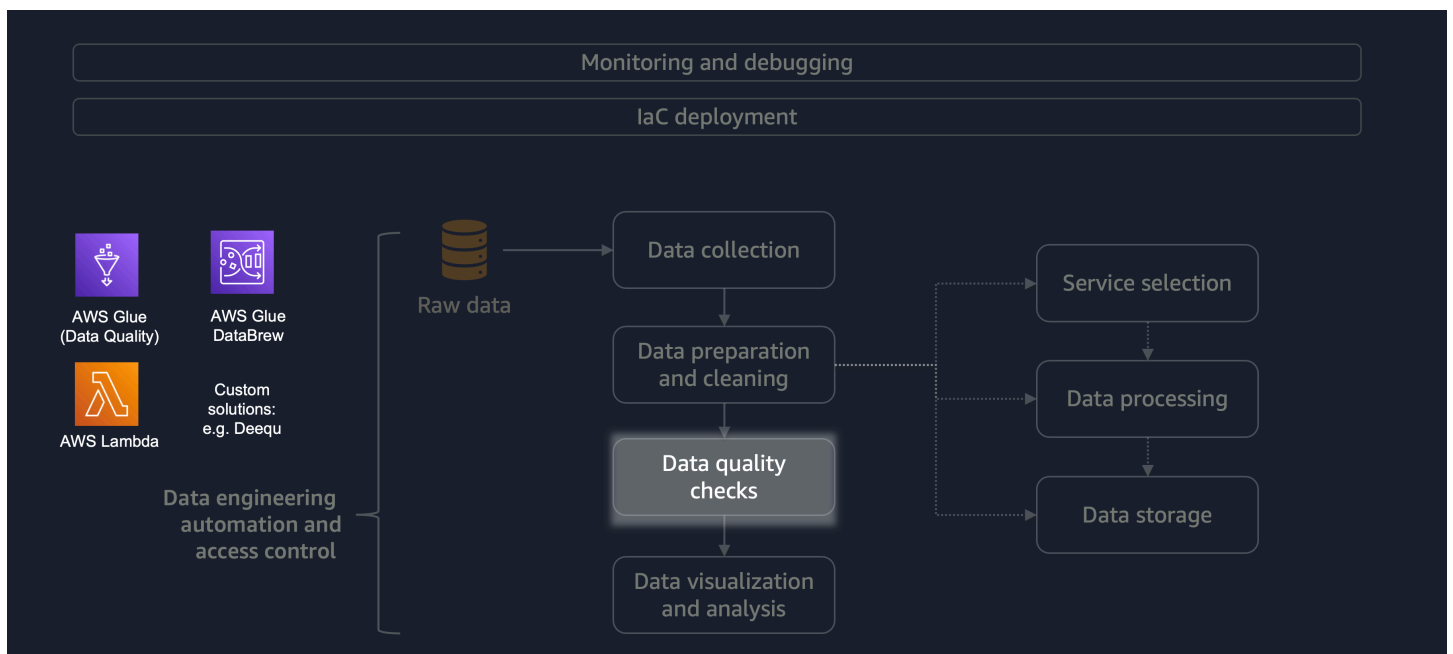 Monitoring and debugging
IaC deployment
AWS Glue
(Data Quality)
AWS Glue
DataBrew
AWS Lambda
Custom
solutions:
e.g. Deequ
Data engineering
automation and
access control
Raw data
Data collection
Data preparation
and cleaning
Data quality
checks
Data visualization
and analysis
Service selection
Data processing
Data storage